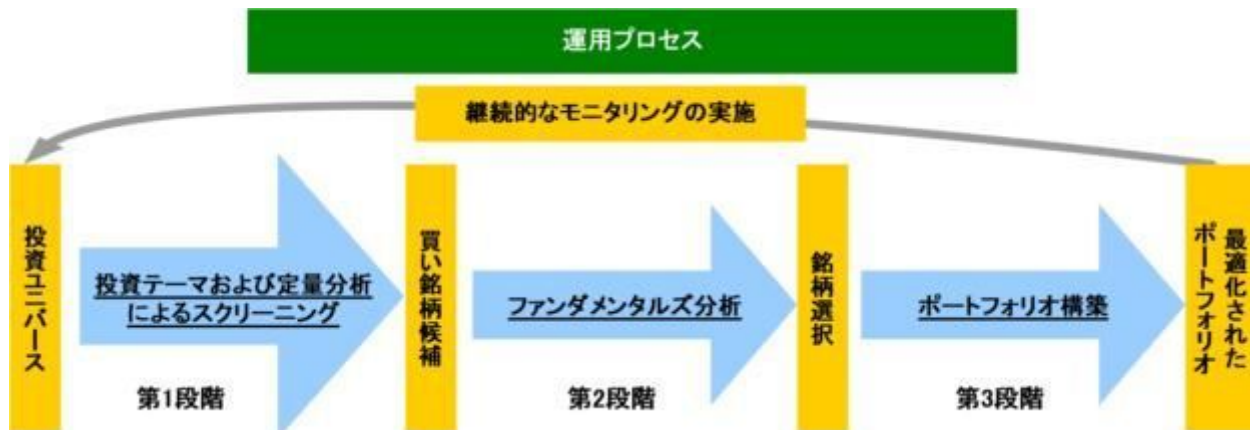 運用プロセス
継続的なモニタリングの実施
投資ユニバース
投資テーマおよび定量分析
によるスクリーニング
第1段階
買い銘柄候補
ファンダメンタルズ分析
第2段階
銘柄選択
ポートフォリオ構築
第3段階
最適化された
ポートフォリオ